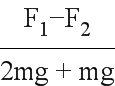 F₁–F₂
2mg + mg